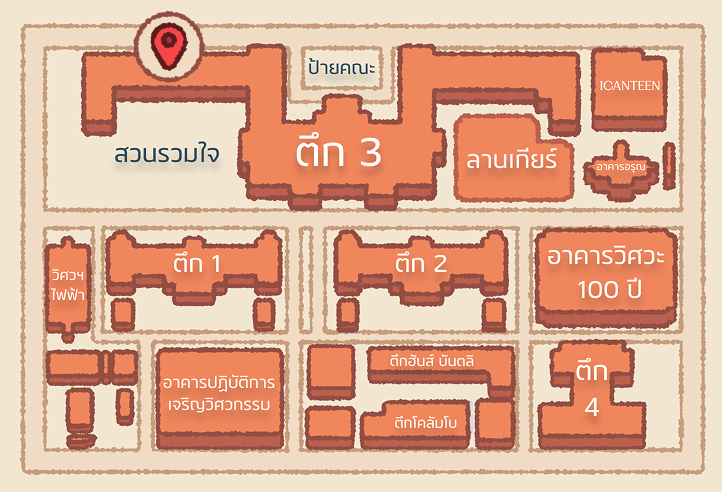 ป้ายคณะ
ICANTEEN
สวนรวมใจ
ตึก 3
ลานเกียร์
อาคารอรุณ
วิศวฯ
ไฟฟ้า
ตึก 1
ตึก 2
อาคารวิศวะ
100 ปี
อาคารปฏิบัติการ
เจริญวิศวกรรม
ตึกฮันส์ บันตลิ
ตึกโคลัมโบ
ตึก
4